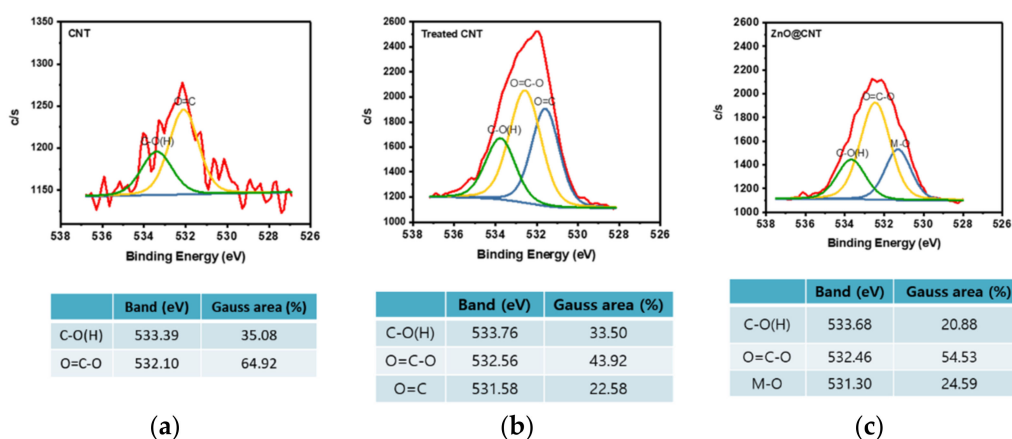 CNT
O=C
C-O(H)
1350
1300
1250
1200
1150
c/s
538 536 534 532 530 528 526
Binding Energy (eV)
Treated CNT
O=C-O
O=C
C-O(H)
2600
2400
2200
2000
1800
1600
1400
1200
1000
c/s
538 536 534 532 530 528 526
Binding Energy (eV)
ZnO@CNT
O=C-O
M-O
C-O(H)
2600
2400
2200
2000
1800
1600
1400
1200
1000
c/s
538 536 534 532 530 528 526
Binding Energy (eV)
Band (eV) Gauss area (%)
C-O(H) 533.39 35.08
O=C-O 532.10 64.92
Band (eV) Gauss area (%)
C-O(H) 533.76 33.50
O=C-O 532.56 43.92
O=C 531.58 22.58
Band (eV) Gauss area (%)
C-O(H) 533.68 20.88
O=C-O 532.46 54.53
M-O 531.30 24.59
(a) (b) (c)